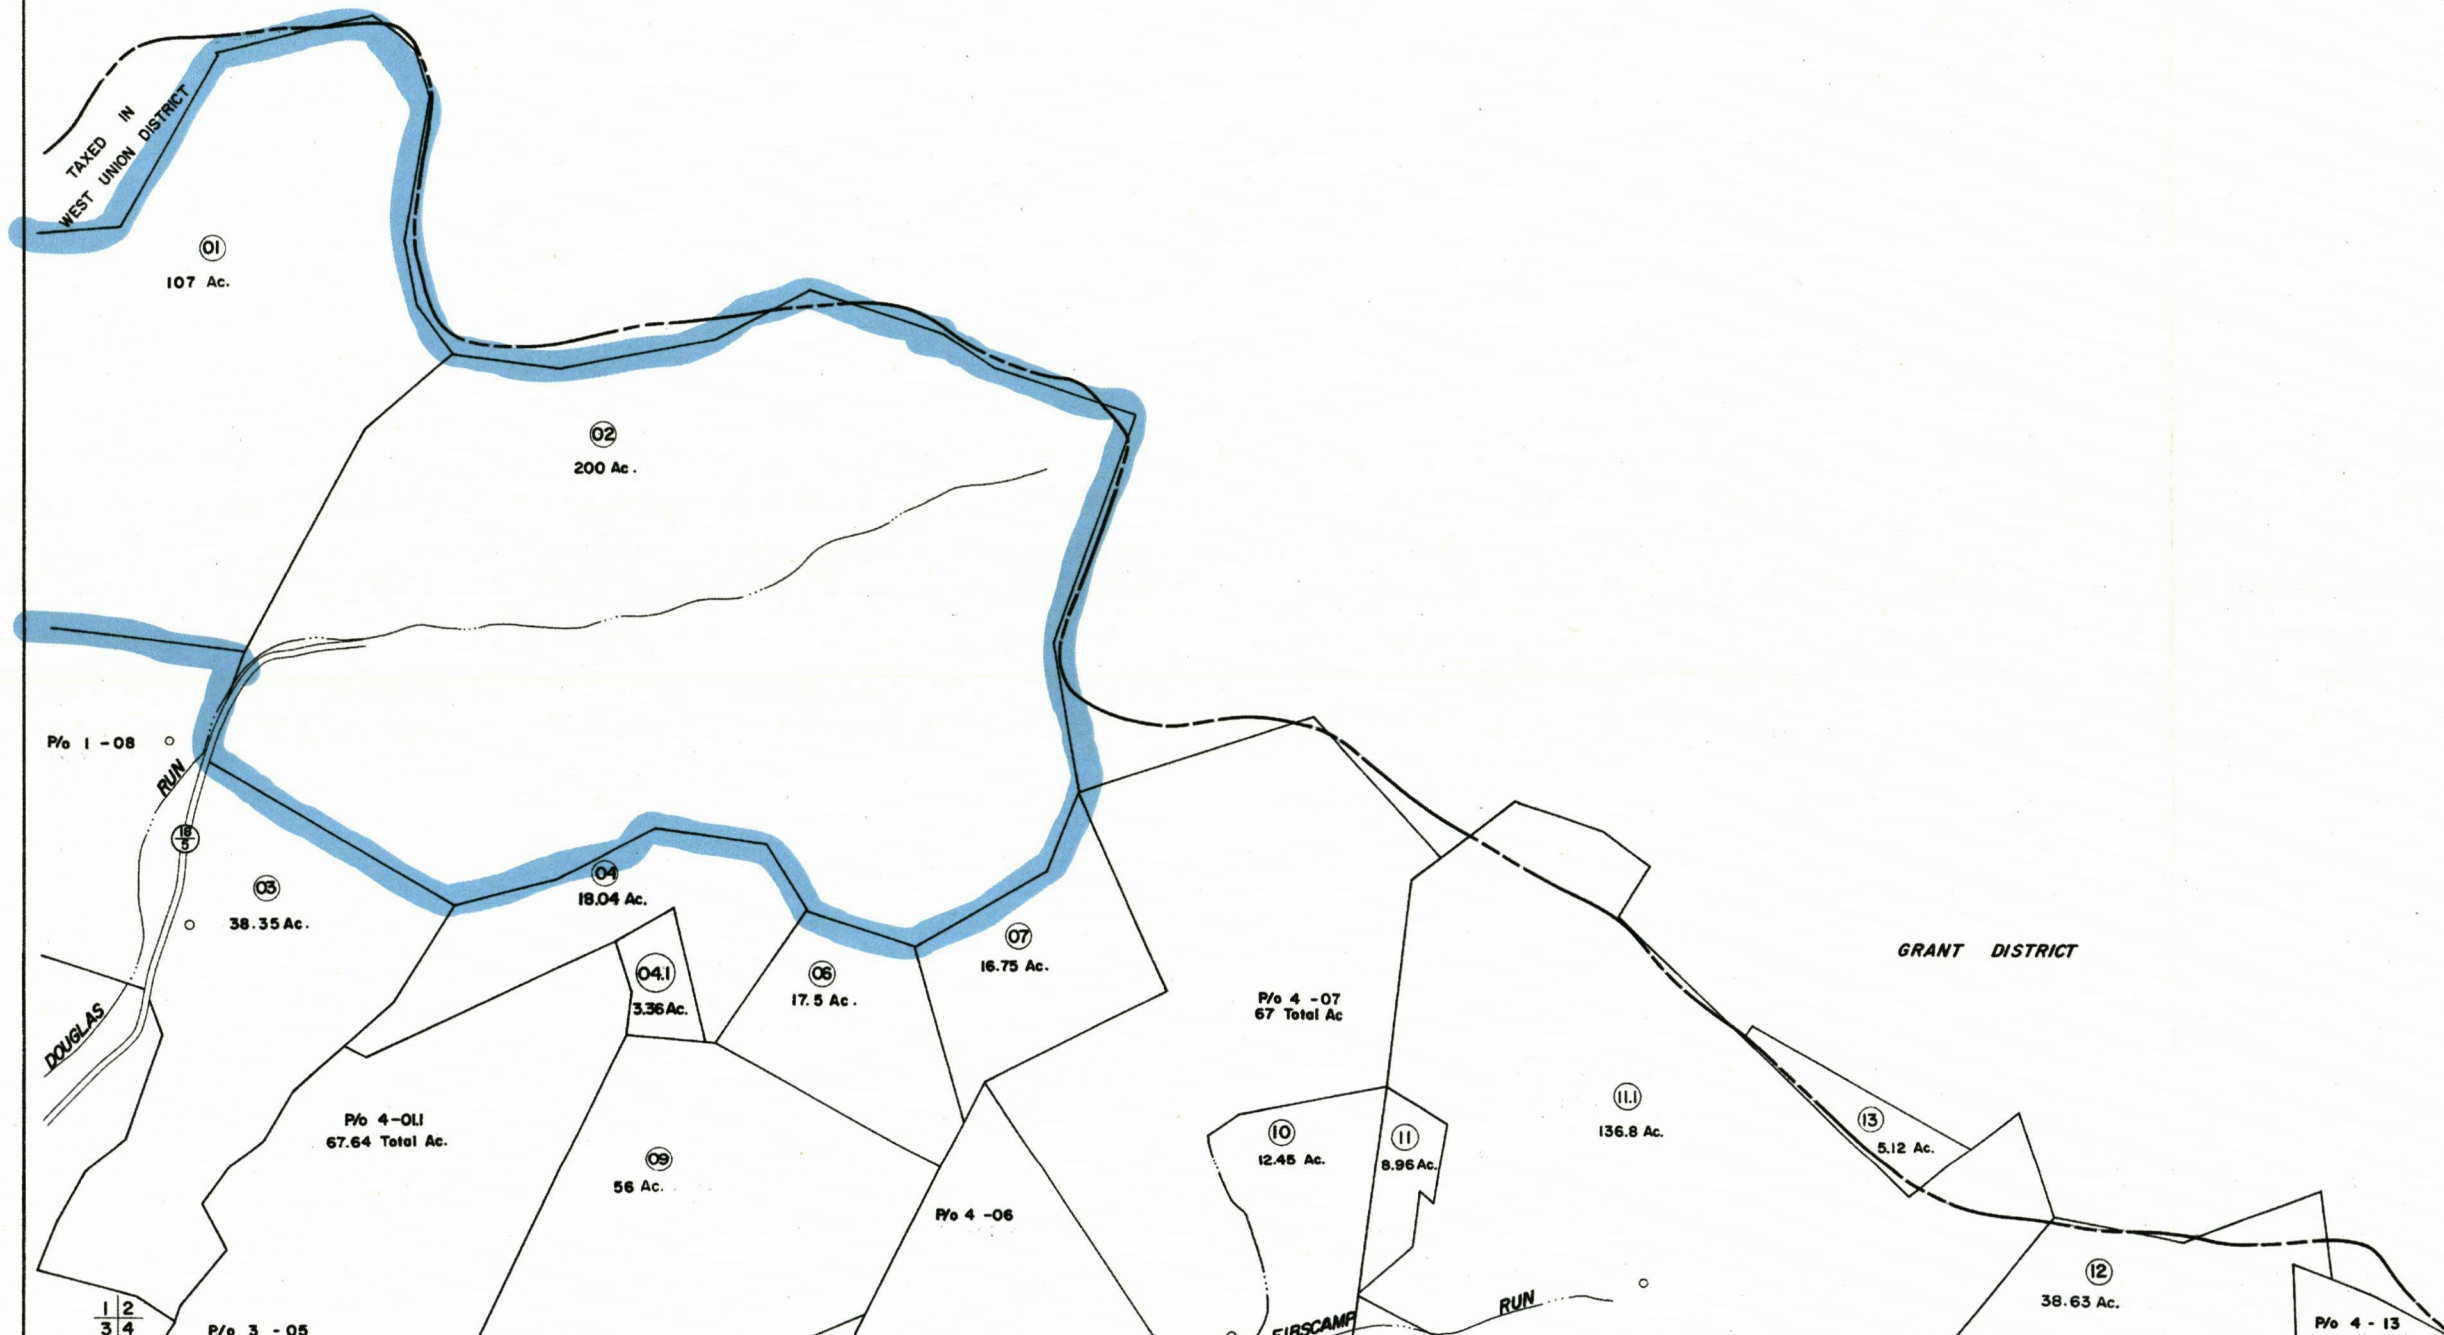 TAXED IN
WEST UNION DISTRICT
01
107 Ac.
02
200 Ac.
P/o 1 - 08
RUN
18
5
03
38.35 Ac.
04
18.04 Ac.
04.1
3.36 Ac.
06
17.5 Ac.
07
16.75 Ac.
GRANT DISTRICT
DOUGLAS
P/o 4 - 07
67 Total Ac
P/o 4-01.1
67.64 Total Ac.
09
56 Ac.
P/o 4 - 06
10
12.45 Ac.
11
8.96 Ac.
11.1
136.8 Ac.
13
5.12 Ac.
12
38.63 Ac.
1 2
3 4
P/o 3 - 05
FIBSCAMP
RUN
P/o 4 - 13